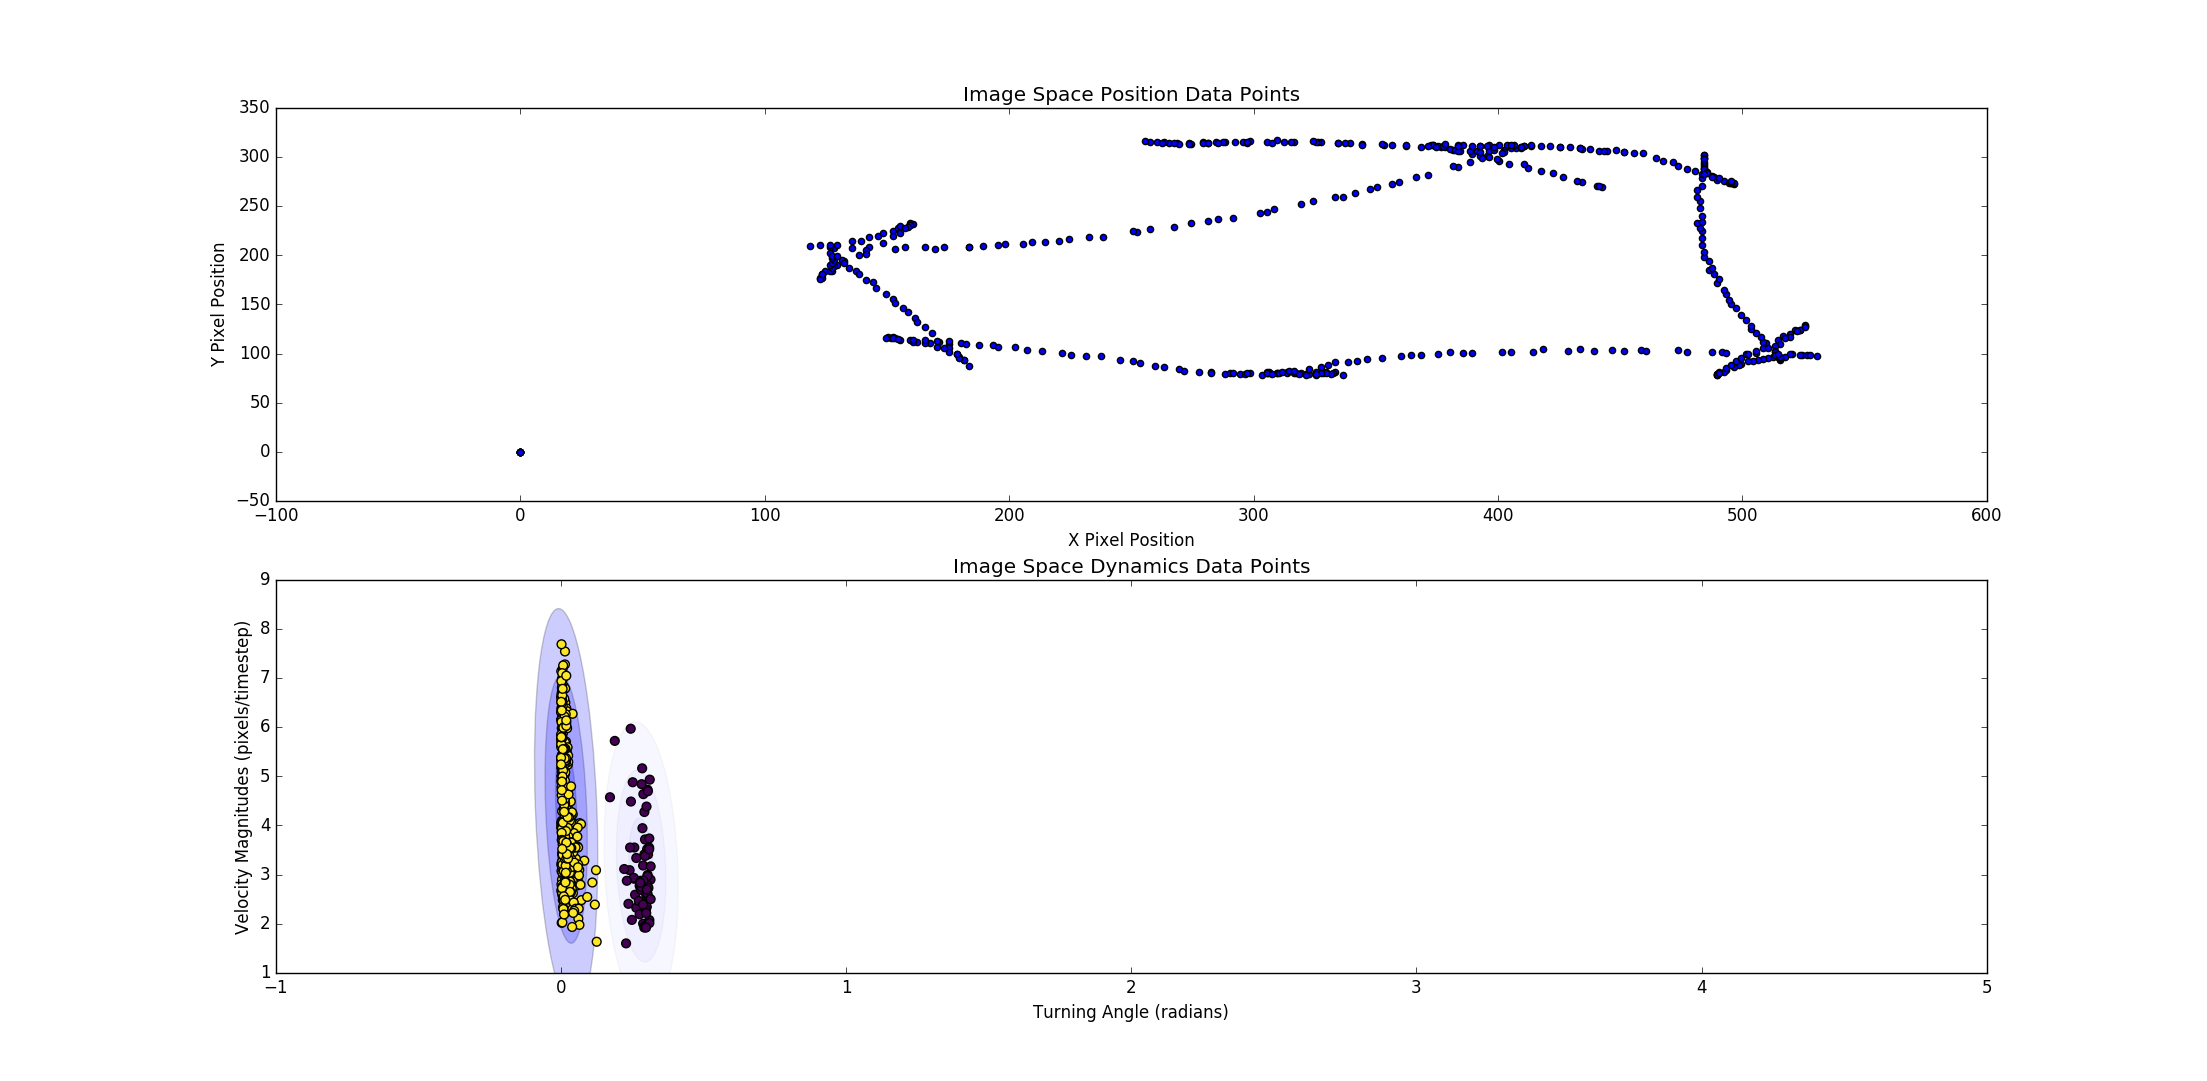 Image Space Position Data Points
350
300
250
200
150
100
50
0
−50
−100 0 100 200 300 400 500 600
Y Pixel Position
X Pixel Position
Image Space Dynamics Data Points
9
8
7
6
5
4
3
2
1
−1 0 1 2 3 4 5
Velocity Magnitudes (pixels/timestep)
Turning Angle (radians)